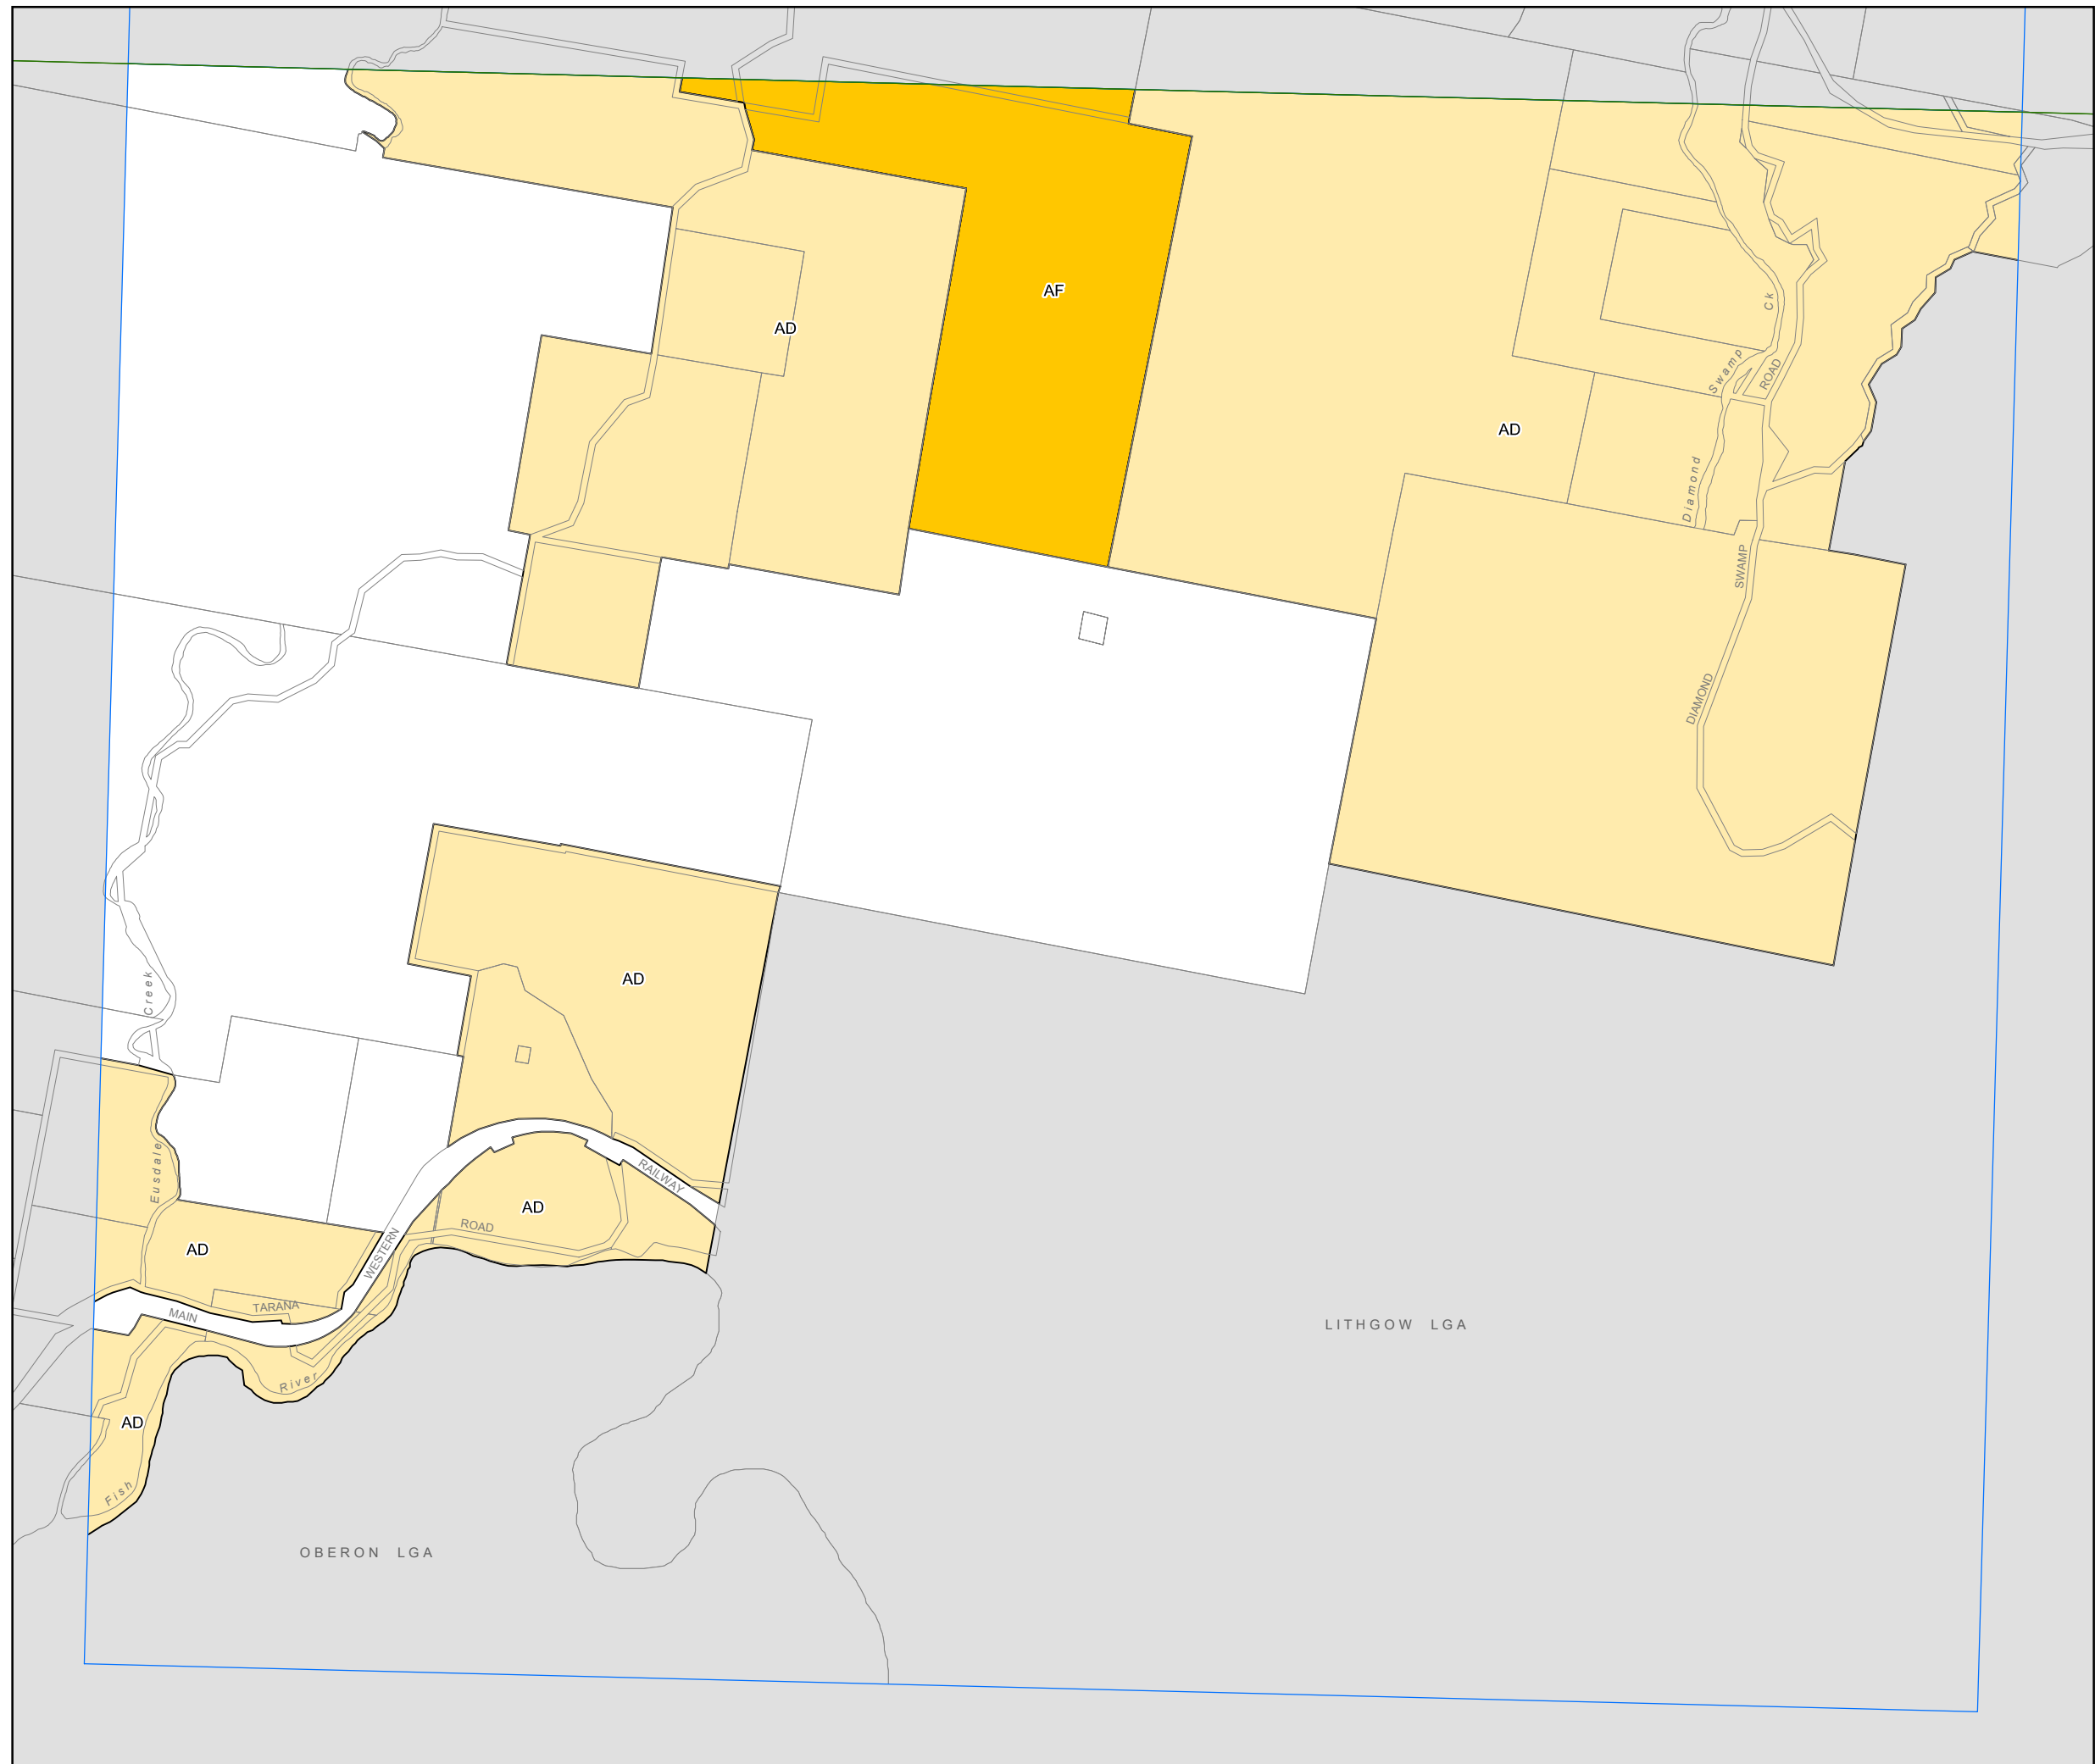 AF
AD
Ck
Swamp
ROAD
AD
Diamond
SWAMP
DIAMOND
AD
Creek
Eusdale
RAILWAY
AD
ROAD
AD
WESTERN
TARANA
MAIN
LITHGOW LGA
River
AD
Fish
OBERON LGA